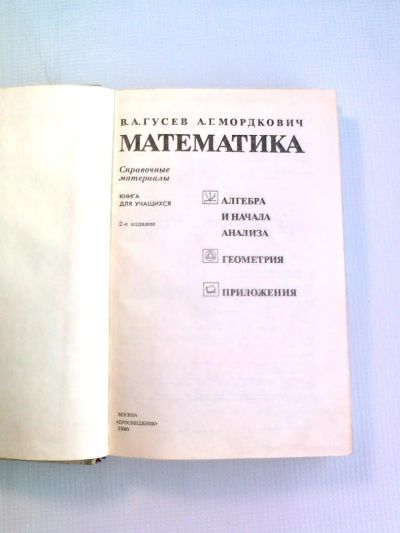 В. А. ГУСЕВ А. Г. МОРДКОВИЧ
МАТЕМАТИКА
Справочные
материалы
КНИГА
ДЛЯ УЧАЩИХСЯ
2-е издание
АЛГЕБРА
И НАЧАЛА
АНАЛИЗА
ГЕОМЕТРИЯ
ПРИЛОЖЕНИЯ
МОСКВА
«ПРОСВЕЩЕНИЕ»
1990